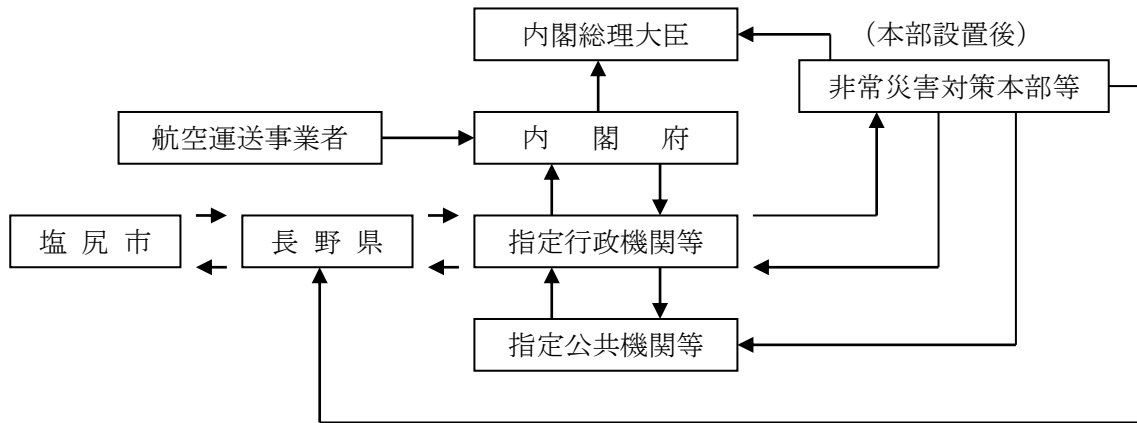 内閣総理大臣
（本部設置後）
非常災害対策本部等
航空運送事業者
内　閣　府
塩 尻 市
長 野 県
指定行政機関等
指定公共機関等